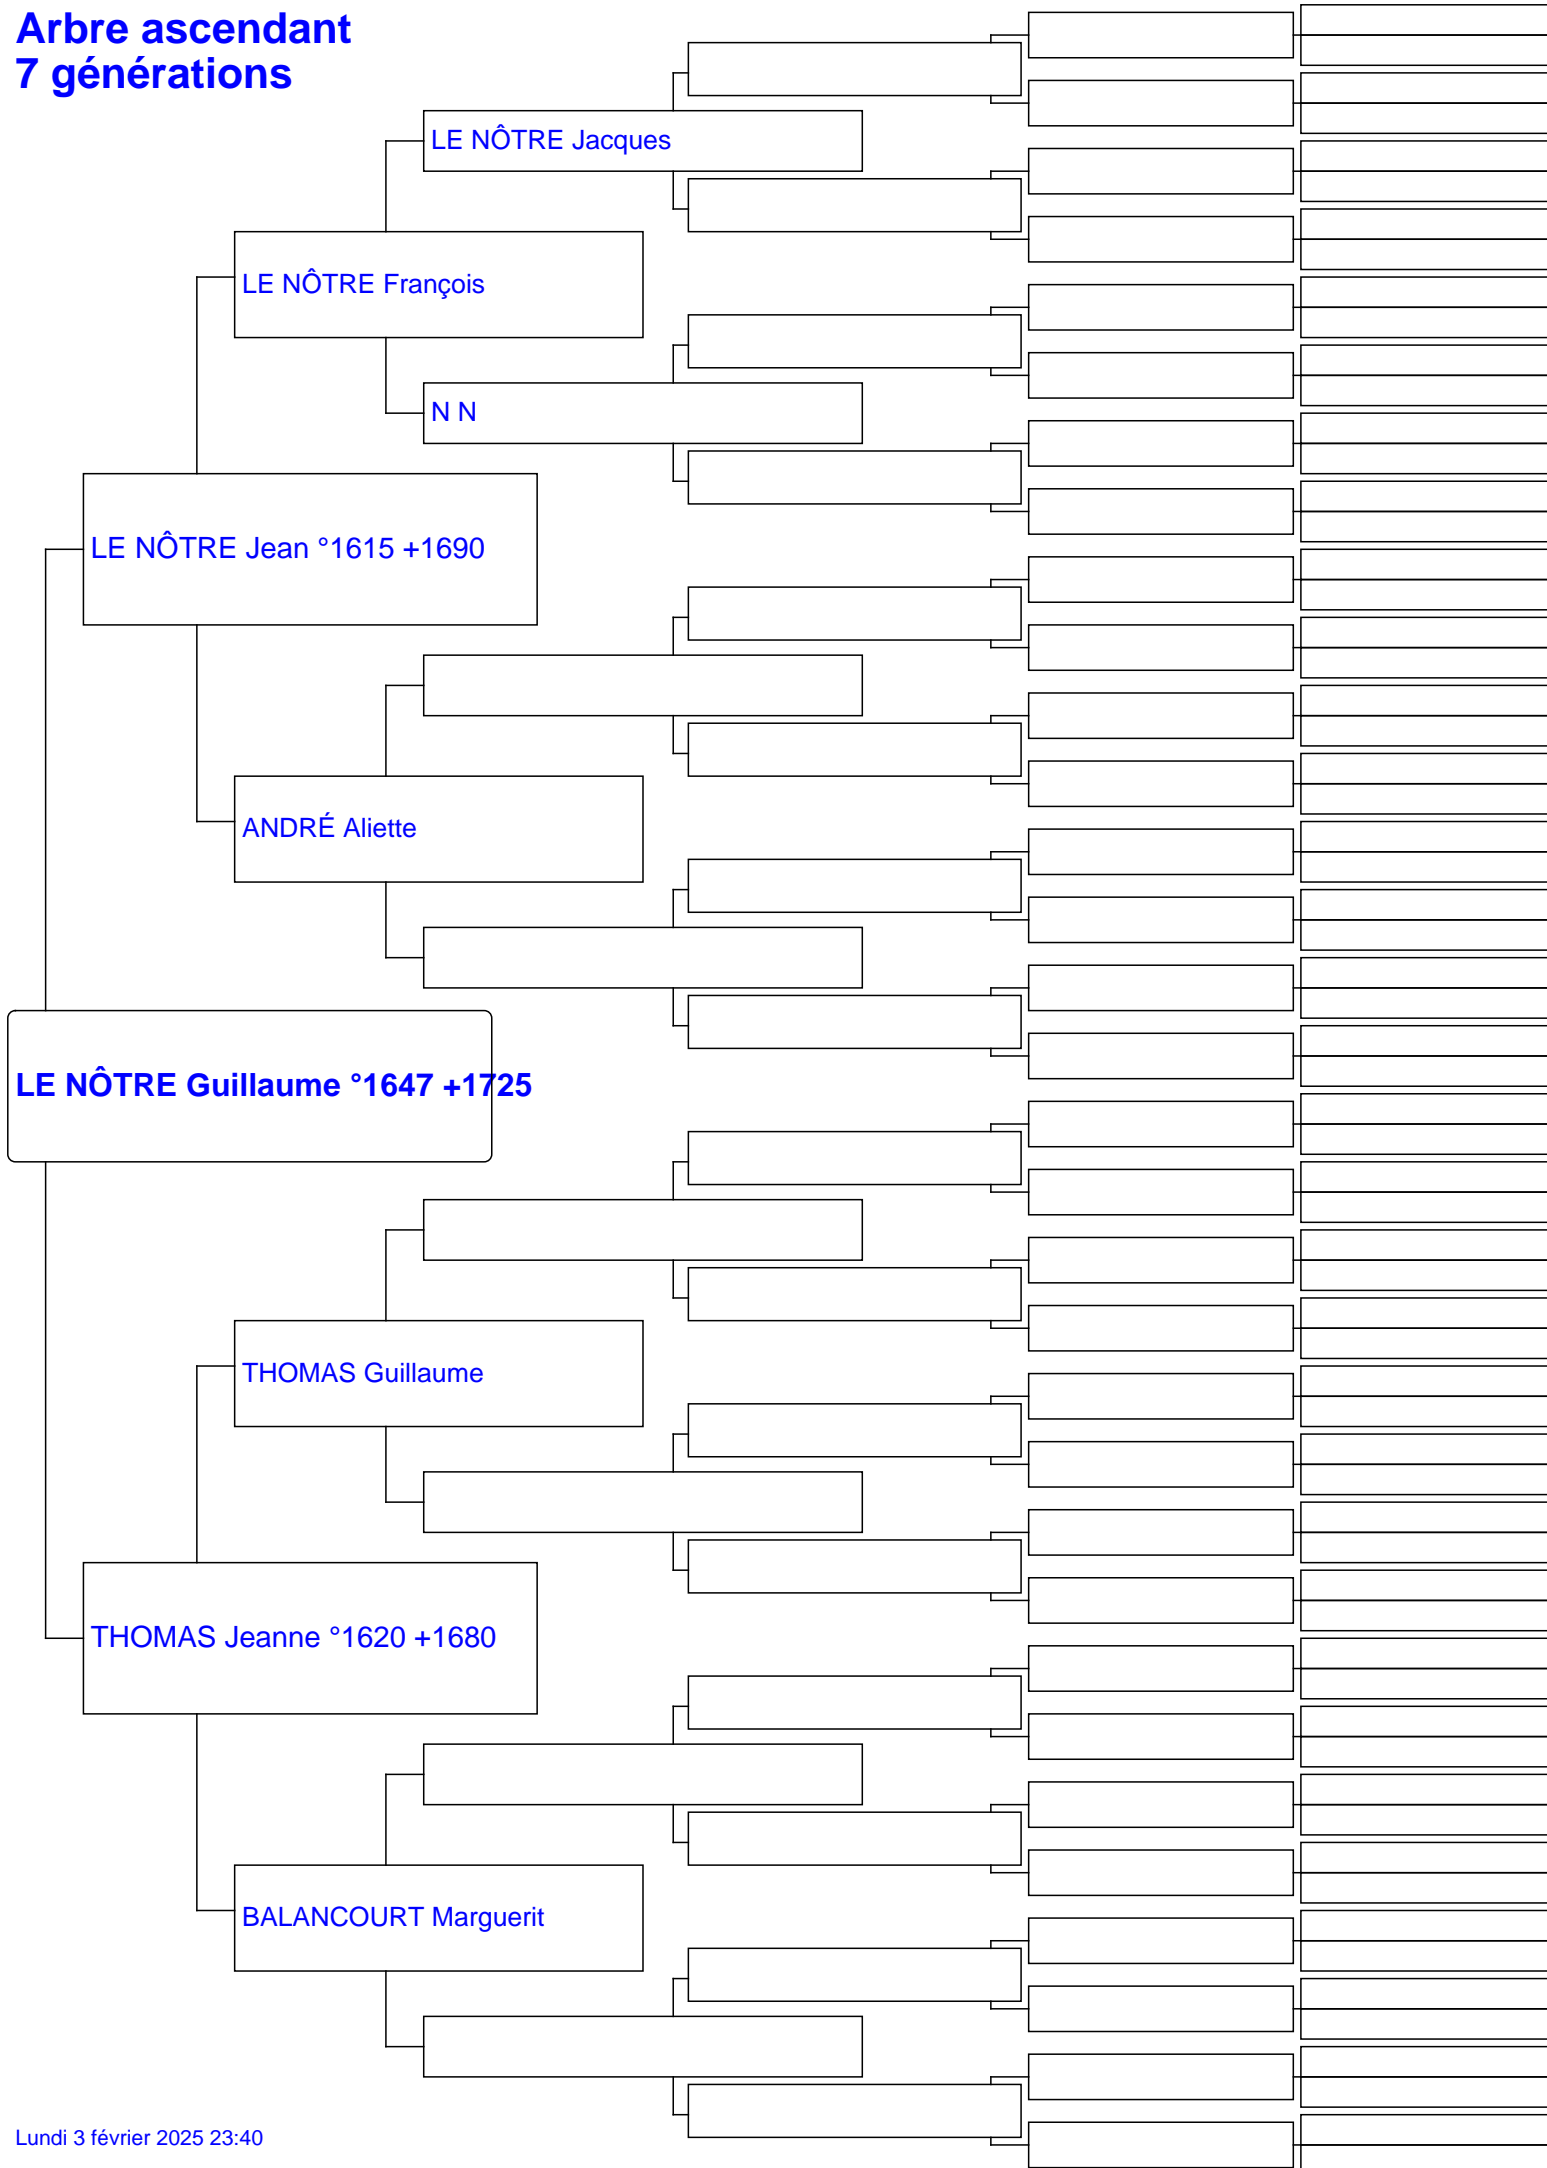 Arbre ascendant
7 générations
LE NÔTRE Jacques
LE NÔTRE François
N N
LE NÔTRE Jean °1615 +1690
ANDRÉ Aliette
LE NÔTRE Guillaume °1647 +1725
THOMAS Guillaume
THOMAS Jeanne °1620 +1680
BALANCOURT Marguerit
Lundi 3 février 2025 23:40